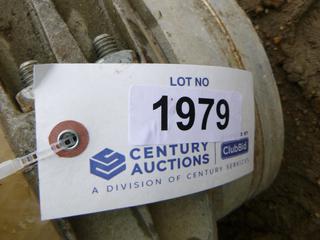 LOT NO
1979
CENTURY
AUCTIONS
ClubBid
A DIVISION OF CENTURY SERVICES